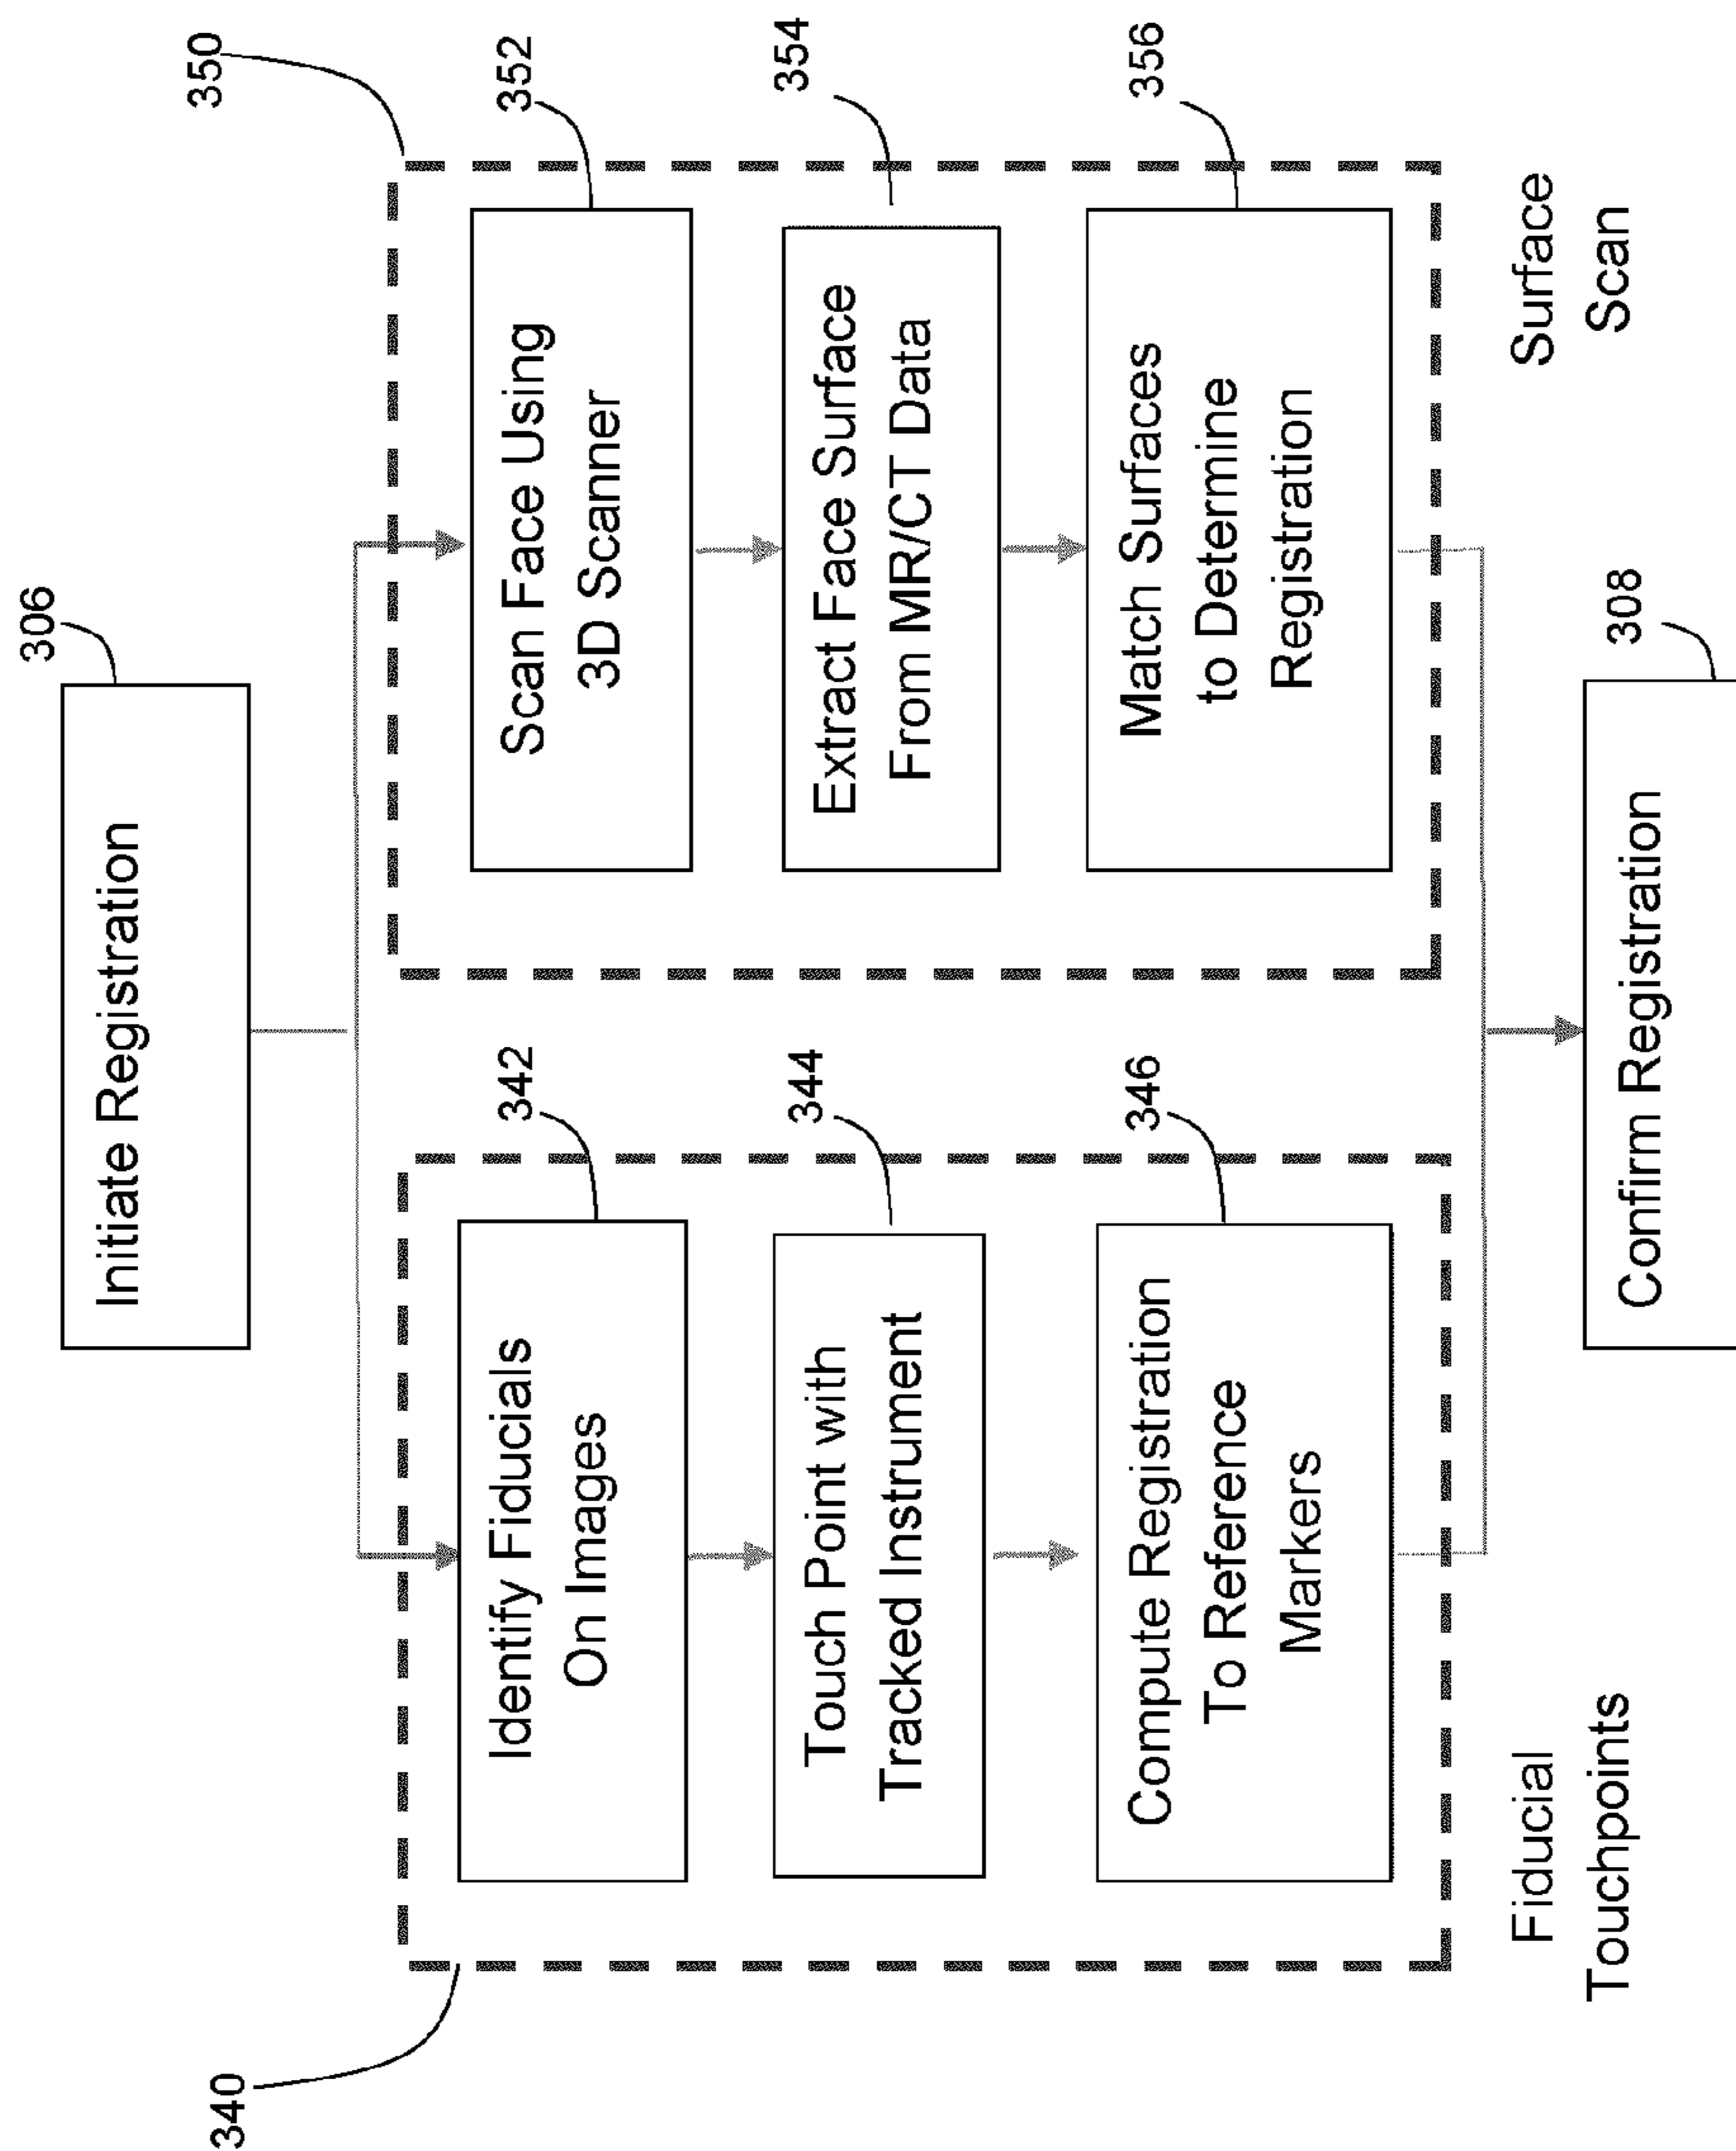 306
Initiate Registration
350
340
342
Identify Fiducials
On Images
352
Scan Face Using
3D Scanner
344
Touch Point with
Tracked Instrument
354
Extract Face Surface
From MR/CT Data
346
Compute Registration
To Reference
Markers
356
Match Surfaces
to Determine
Registration
Fiducial
Touchpoints
Surface
Scan
308
Confirm Registration